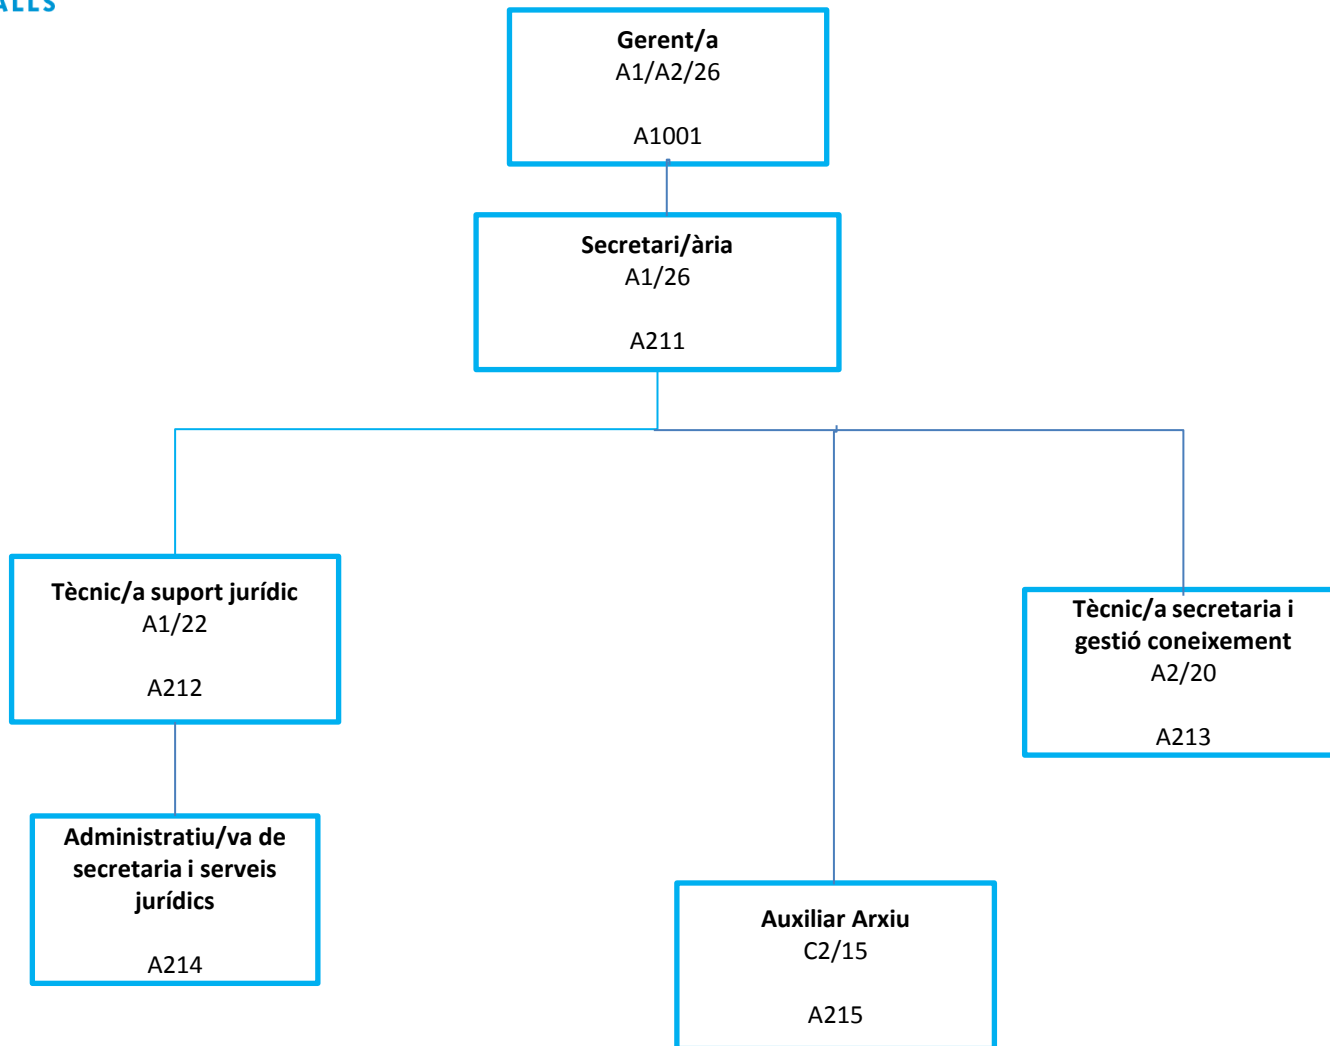 Gerent/a
A1/A2/26
A1001
Secretari/ària
A1/26
A211
Tècnic/a suport jurídic
A1/22
A212
Tècnic/a secretaria i
gestió coneixement
A2/20
A213
Administratiu/va de
secretaria i serveis
jurídics
A214
Auxiliar Arxiu
C2/15
A215